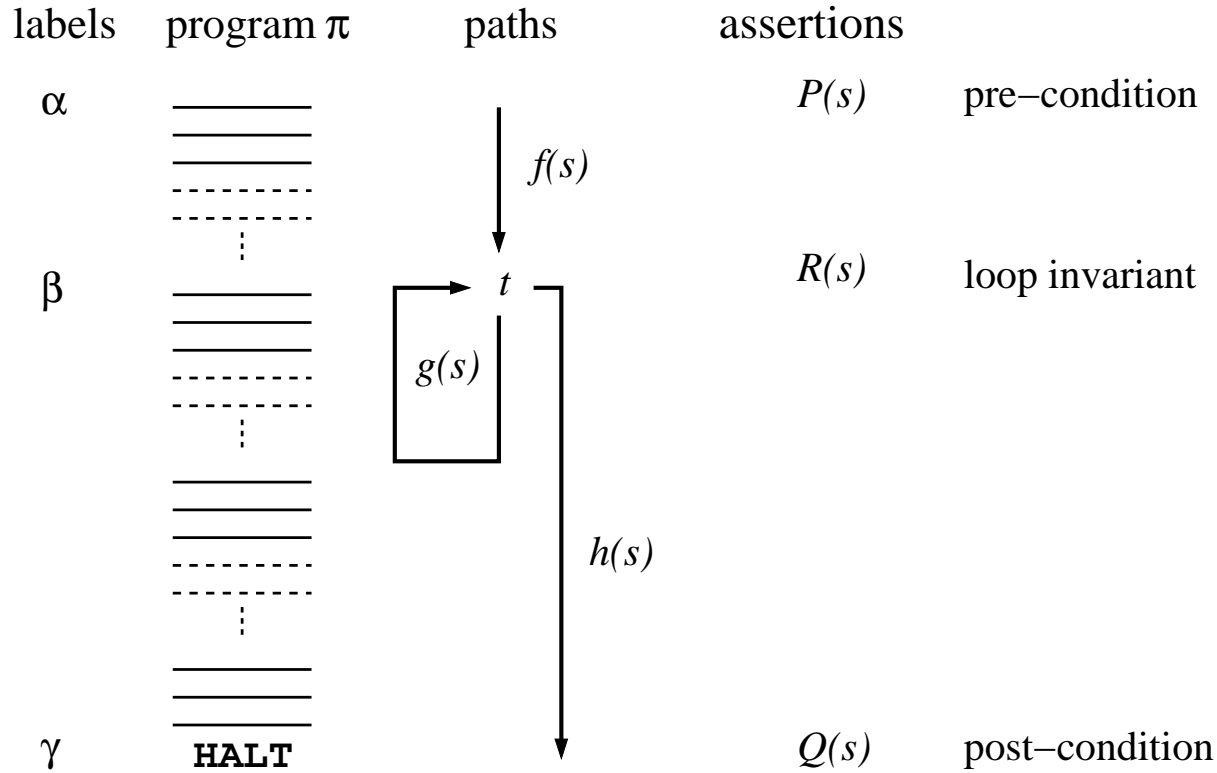 labels program π paths assertions
α P(s) pre−condition
f(s)
β t R(s) loop invariant
g(s)
h(s)
γ HALT Q(s) post−condition